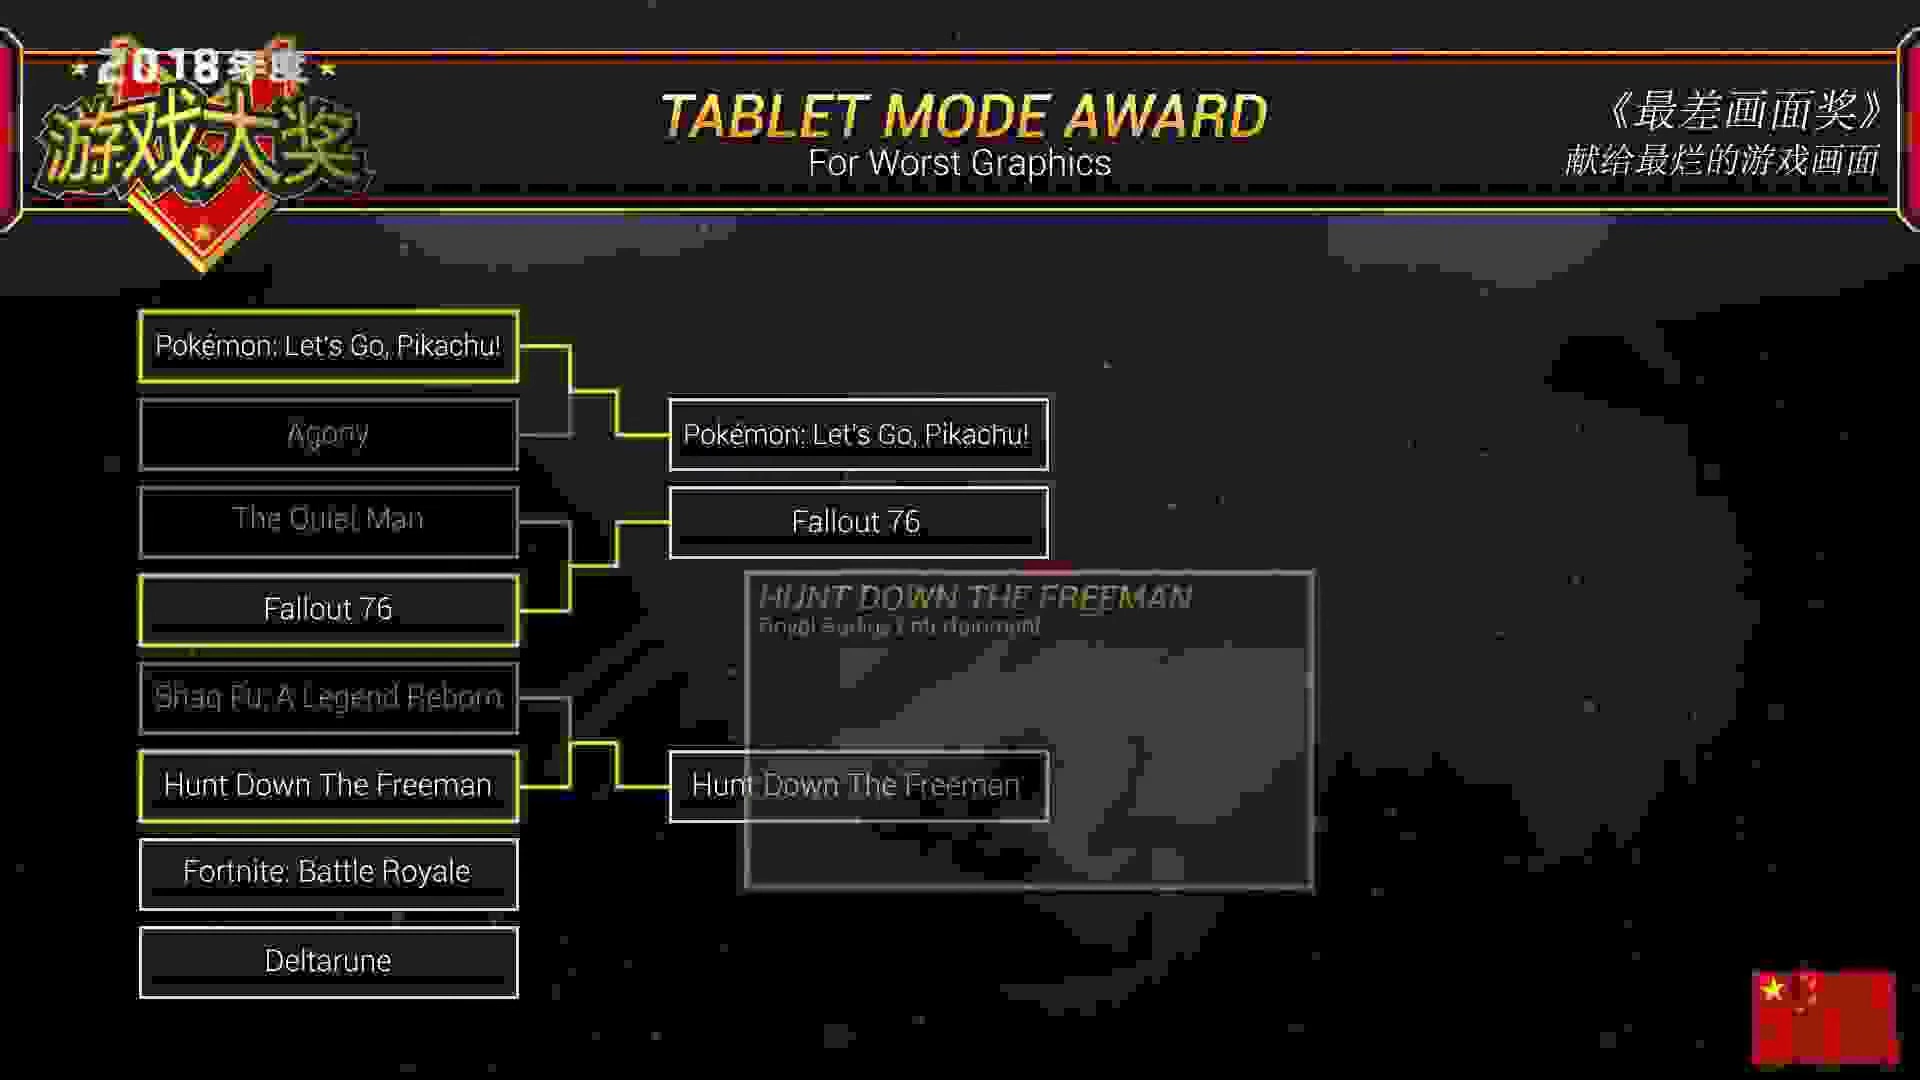 2018年度
游戏大奖
TABLET MODE AWARD
For Worst Graphics
《最差画面奖》
献给最烂的游戏画面
Pokémon: Let's Go, Pikachu!
Agony
The Quiet Man
Fallout 76
Shaq Fu: A Legend Reborn
Hunt Down The Freeman
Fortnite: Battle Royale
Deltarune
Pokémon: Let's Go, Pikachu!
Fallout 76
Hunt Down The Freeman
HUNT DOWN THE FREEMAN
Royal Rudius Entertainment